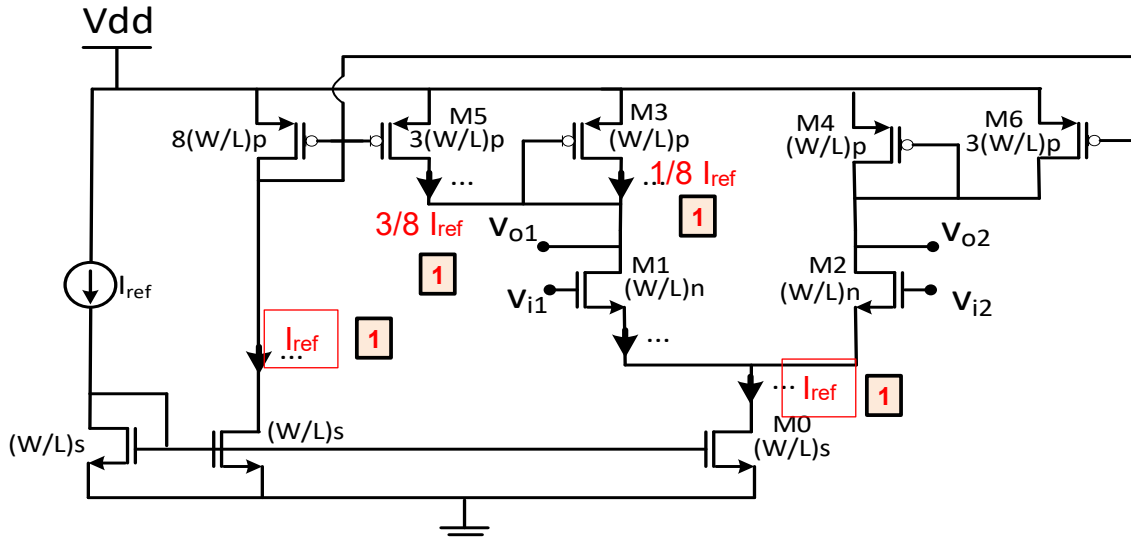 Vdd
M5
M3
M4
M6
8(W/L)p
3(W/L)p
(W/L)p
(W/L)p
3(W/L)p
...
...
1/8 Iref
3/8 Iref
1
1
vo1
vo2
Iref
M1
(W/L)n
M2
(W/L)n
vi1
vi2
Iref
...
1
...
...
Iref
1
(W/L)s
(W/L)s
M0
(W/L)s